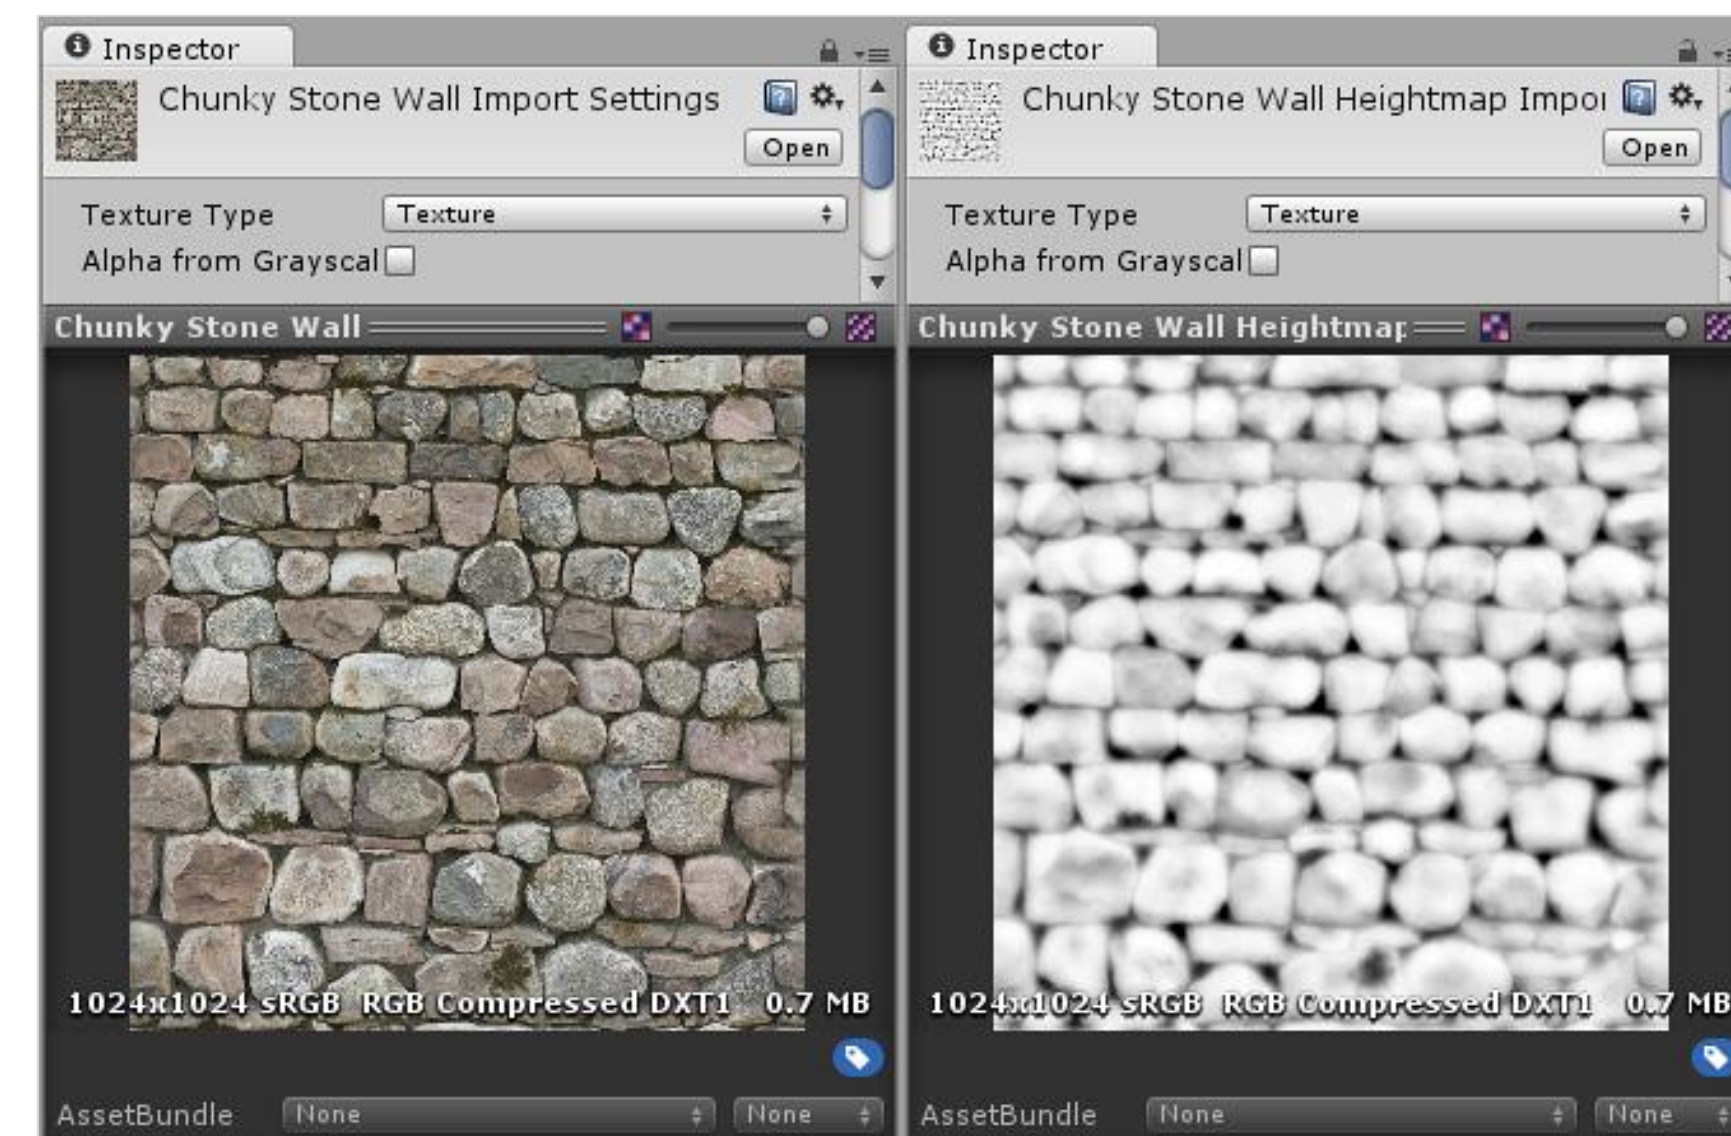 Inspector
Chunky Stone Wall Import Settings
Open
Texture Type Texture
Alpha from Grayscal
Chunky Stone Wall
1024x1024 sRGB RGB Compressed DXT1 0.7 MB
AssetBundle None None
Inspector
Chunky Stone Wall Heightmap Impor
Open
Texture Type Texture
Alpha from Grayscal
Chunky Stone Wall Heightmap
1024x1024 sRGB RGB Compressed DXT1 0.7 MB
AssetBundle None None